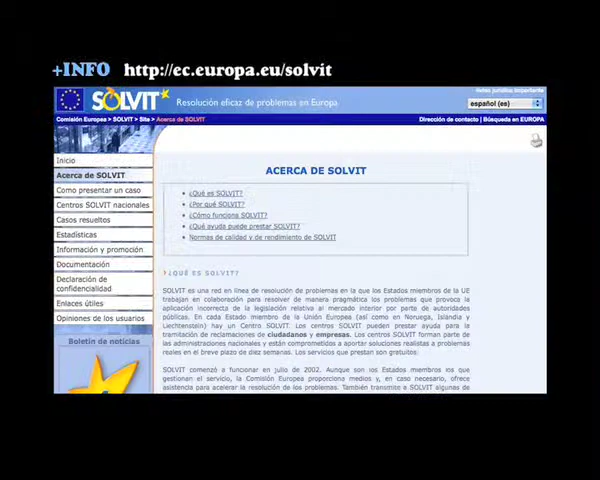 +INFO http://ec.europa.eu/solvit
SOLVIT Resolución eficaz de problemas en Europa
Aviso jurídico importante
español (es)
Comisión Europea > SOLVIT > Site > Acerca de SOLVIT
Dirección de contacto | Búsqueda en EUROPA
Inicio
Acerca de SOLVIT
Como presentar un caso
Centros SOLVIT nacionales
Casos resueltos
Estadísticas
Información y promoción
Documentación
Declaración de
confidencialidad
Enlaces útiles
Opiniones de los usuarios
Boletín de noticias
ACERCA DE SOLVIT
¿Qué es SOLVIT?
¿Por qué SOLVIT?
¿Cómo funciona SOLVIT?
¿Qué ayuda puede prestar SOLVIT?
Normas de calidad y de rendimiento de SOLVIT
¿QUÉ ES SOLVIT?
SOLVIT es una red en línea de resolución de problemas en la que los Estados miembros de la UE
trabajan en colaboración para resolver de manera pragmática los problemas que provoca la
aplicación incorrecta de la legislación relativa al mercado interior por parte de autoridades
públicas. En cada Estado miembro de la Unión Europea (así como en Noruega, Islandia y
Liechtenstein) hay un Centro SOLVIT. Los centros SOLVIT pueden prestar ayuda para la
tramitación de reclamaciones de ciudadanos y empresas. Los centros SOLVIT forman parte de
las administraciones nacionales y están comprometidos a aportar soluciones realistas a problemas
reales en el breve plazo de diez semanas. Los servicios que prestan son gratuitos.
SOLVIT comenzó a funcionar en julio de 2002. Aunque son los Estados miembros los que
gestionan el servicio, la Comisión Europea proporciona medios y, en caso necesario, ofrece
asistencia para acelerar la resolución de los problemas. También transmite a SOLVIT algunas de